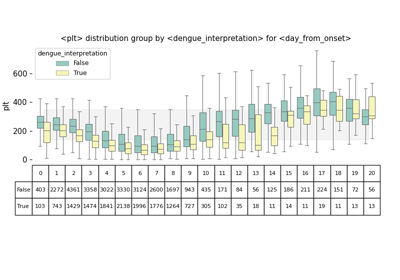 <plt> distribution group by <dengue_interpretation> for <day_from_onset>
dengue_interpretation
False
True
plt
600
400
200
0
0 1 2 3 4 5 6 7 8 9 10 11 12 13 14 15 16 17 18 19 20
False 403 2272 4361 3358 3022 3330 3124 2600 1697 943 435 171 84 56 125 186 211 224 151 72 56
True 103 743 1429 1474 1841 2138 1996 1776 1264 727 305 102 35 18 11 14 11 19 11 13 13